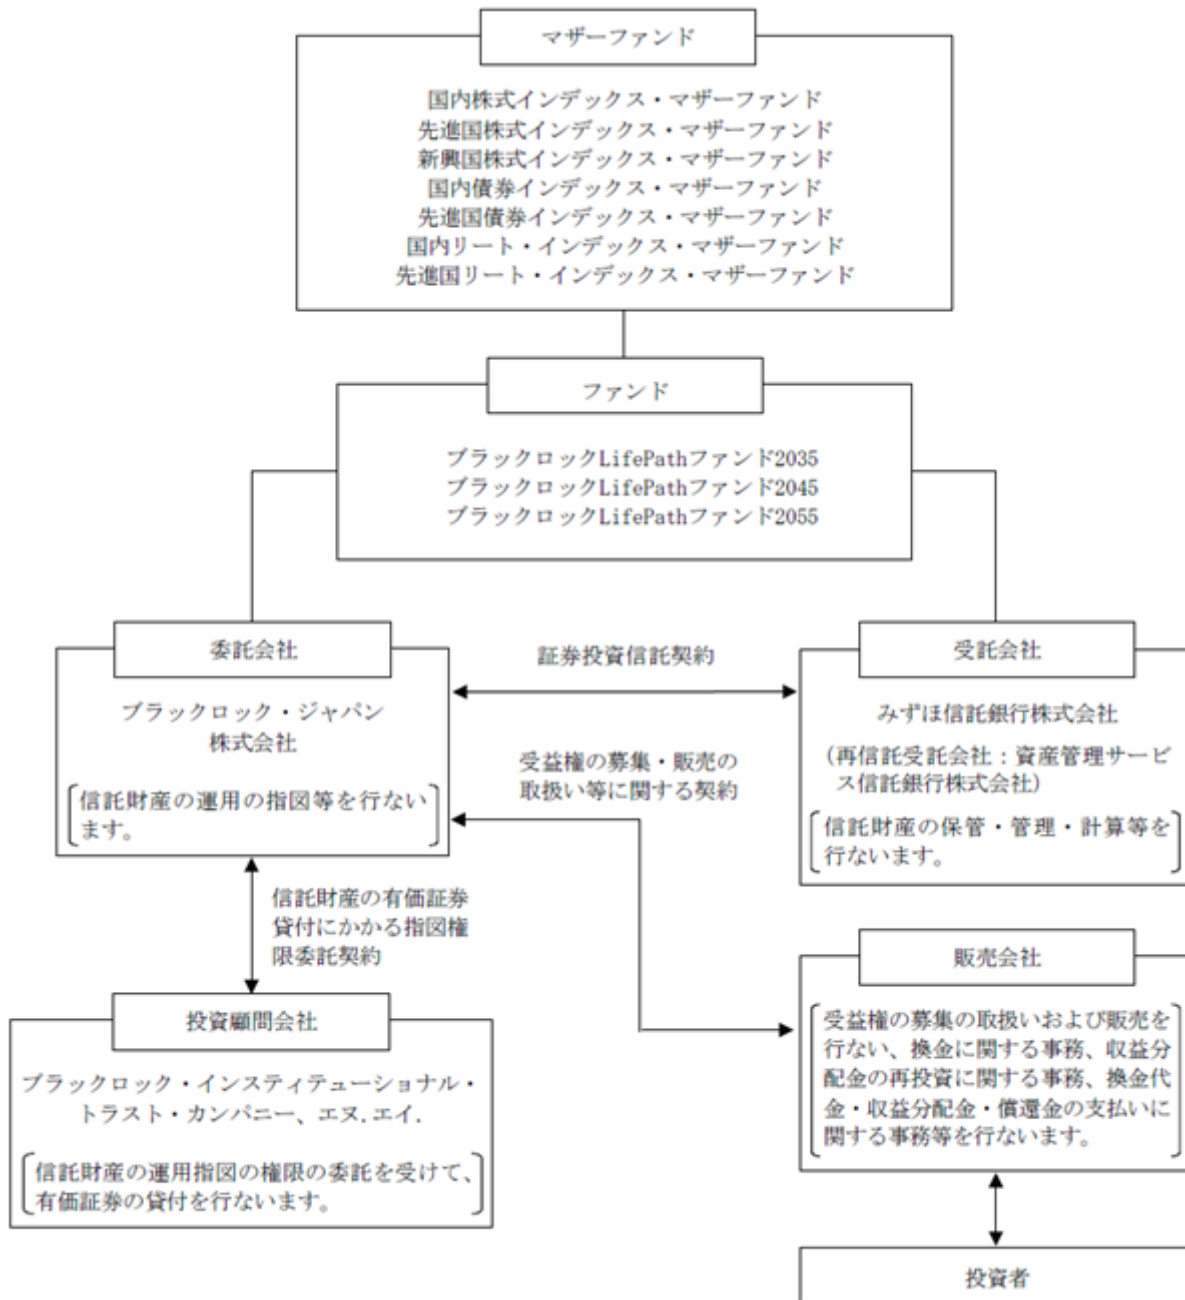 マザーファンド
国内株式インデックス・マザーファンド
先進国株式インデックス・マザーファンド
新興国株式インデックス・マザーファンド
国内債券インデックス・マザーファンド
先進国債券インデックス・マザーファンド
国内リート・インデックス・マザーファンド
先進国リート・インデックス・マザーファンド
ファンド
ブラックロックLifePathファンド2035
ブラックロックLifePathファンド2045
ブラックロックLifePathファンド2055
委託会社
ブラックロック・ジャパン
株式会社
信託財産の運用の指図等を行ない
ます。
証券投資信託契約
受益権の募集・販売の
取扱い等に関する契約
受託会社
みずほ信託銀行株式会社
(再信託受託会社：資産管理サービ
ス信託銀行株式会社)
信託財産の保管・管理・計算等を
行ないます。
信託財産の有価証券
貸付にかかる指図権
限委託契約
投資顧問会社
ブラックロック・インスティテューショナル・
トラスト・カンパニー、エヌ.エイ.
信託財産の運用指図の権限の委託を受けて、
有価証券の貸付を行ないます。
販売会社
受益権の募集の取扱いおよび販売を
行ない、換金に関する事務、収益分
配金の再投資に関する事務、換金代
金・収益分配金・償還金の支払いに
関する事務等を行ないます。
投資者